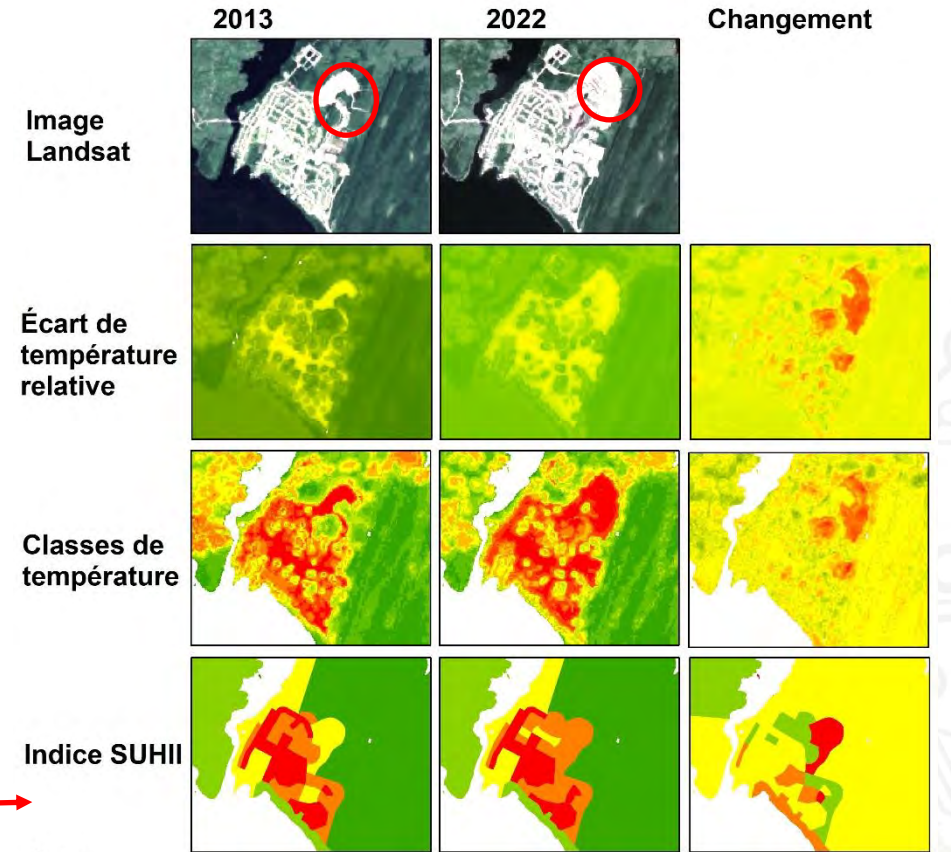 2013 2022 Changement
Image
Landsat
Écart de
température
relative
Classes de
température
Indice SUHII